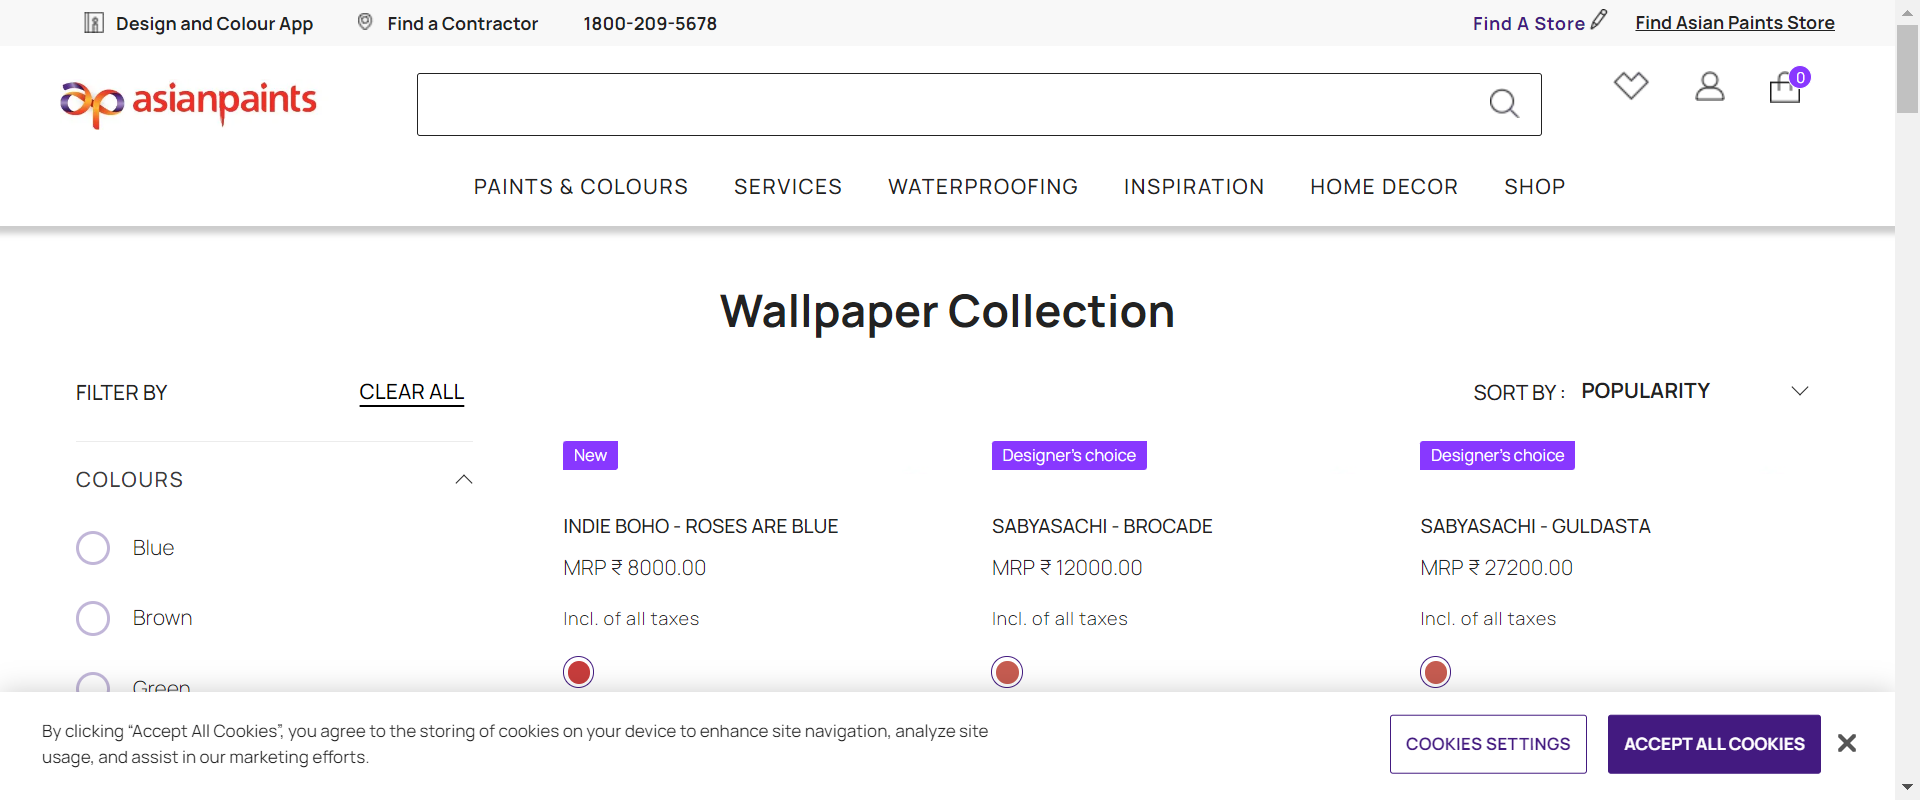 Design and Colour App
Find a Contractor
1800-209-5678
Find A Store
Find Asian Paints Store
asianpaints
0
PAINTS & COLOURS
SERVICES
WATERPROOFING
INSPIRATION
HOME DECOR
SHOP
Wallpaper Collection
FILTER BY
CLEAR ALL
SORT BY :
POPULARITY
COLOURS
Blue
Brown
Green
New
INDIE BOHO - ROSES ARE BLUE
MRP ₹ 8000.00
Incl. of all taxes
Designer's choice
SABYASACHI - BROCADE
MRP ₹ 12000.00
Incl. of all taxes
Designer's choice
SABYASACHI - GULDASTA
MRP ₹ 27200.00
Incl. of all taxes
By clicking “Accept All Cookies”, you agree to the storing of cookies on your device to enhance site navigation, analyze site
usage, and assist in our marketing efforts.
COOKIES SETTINGS
ACCEPT ALL COOKIES